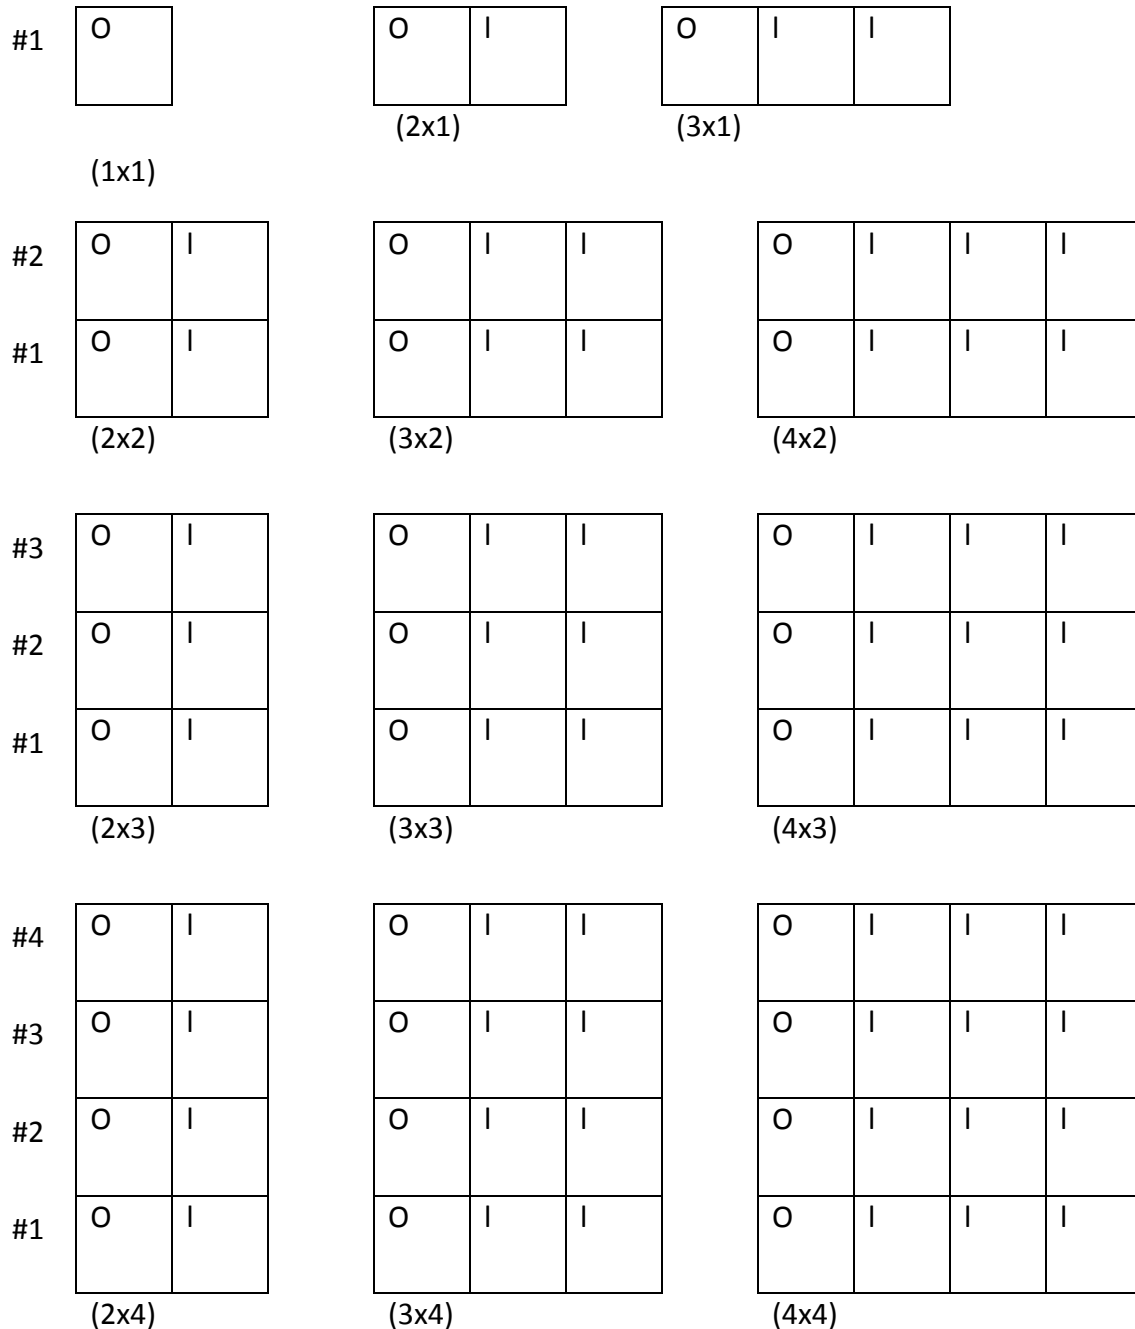 #1 O O I O I I
(2x1) (3x1)
(1x1)
#2 O I O I I O I I I
#1 O I O I I O I I I
(2x2) (3x2) (4x2)
#3 O I O I I O I I I
#2 O I O I I O I I I
#1 O I O I I O I I I
(2x3) (3x3) (4x3)
#4 O I O I I O I I I
#3 O I O I I O I I I
#2 O I O I I O I I I
#1 O I O I I O I I I
(2x4) (3x4) (4x4)